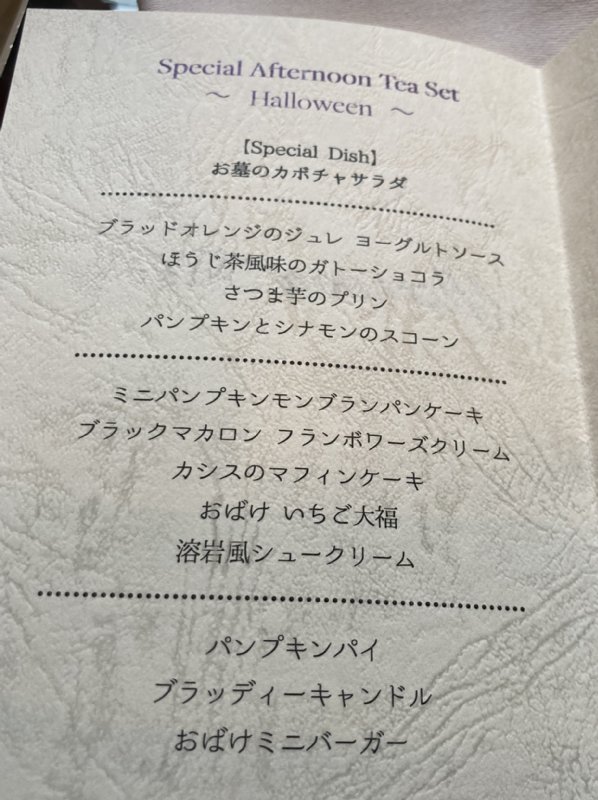 Special Afternoon Tea Set
～ Halloween ～
【Special Dish】
お墓のカボチャサラダ
ブラッドオレンジのジュレ ヨーグルトソース
ほうじ茶風味のガトーショコラ
さつま芋のプリン
パンプキンとシナモンのスコーン
ミニパンプキンモンブランパンケーキ
ブラックマカロン フランボワーズクリーム
カシスのマフィンケーキ
おばけ いちご大福
溶岩風シュークリーム
パンプキンパイ
ブラッディーキャンドル
おばけミニバーガー